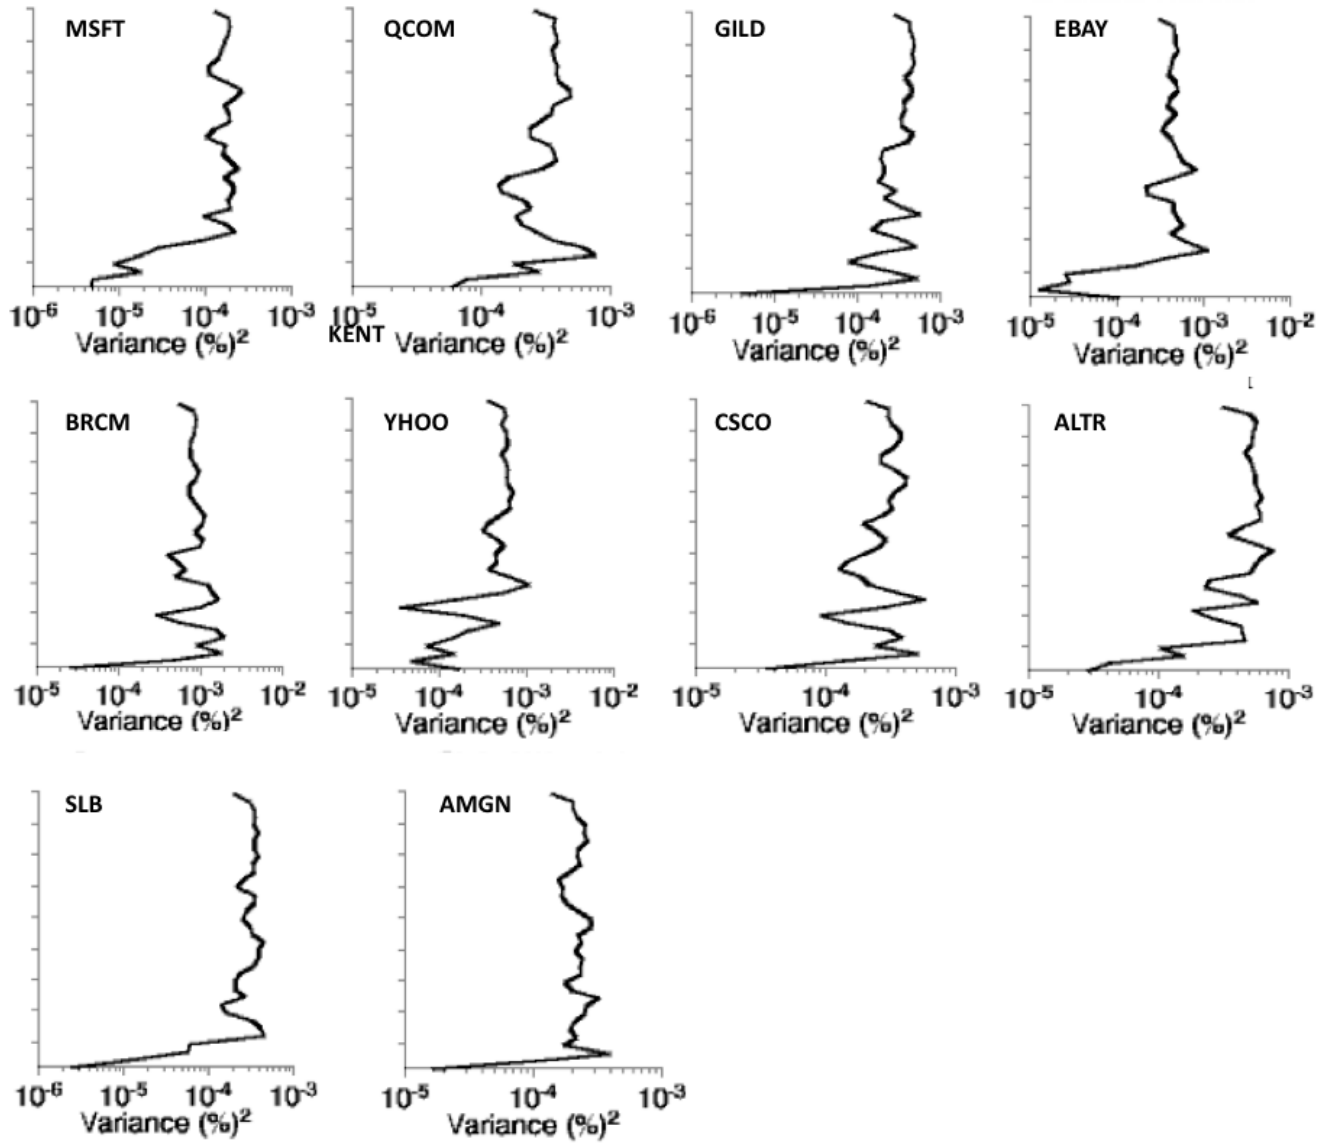 MSFT QCOM GILD EBAY
10-6 10-5 10-4 10-3 10-5 10-4 10-3 10-6 10-5 10-4 10-3 10-5 10-4 10-3 10-2
KENT
Variance (%)2 Variance (%)2 Variance (%)2 Variance (%)2
BRCM YHOO CSCO ALTR
10-5 10-4 10-3 10-2 10-5 10-4 10-3 10-2 10-5 10-4 10-3 10-5 10-4 10-3
Variance (%)2 Variance (%)2 Variance (%)2 Variance (%)2
SLB AMGN
10-6 10-5 10-4 10-3 10-5 10-4 10-3
Variance (%)2 Variance (%)2